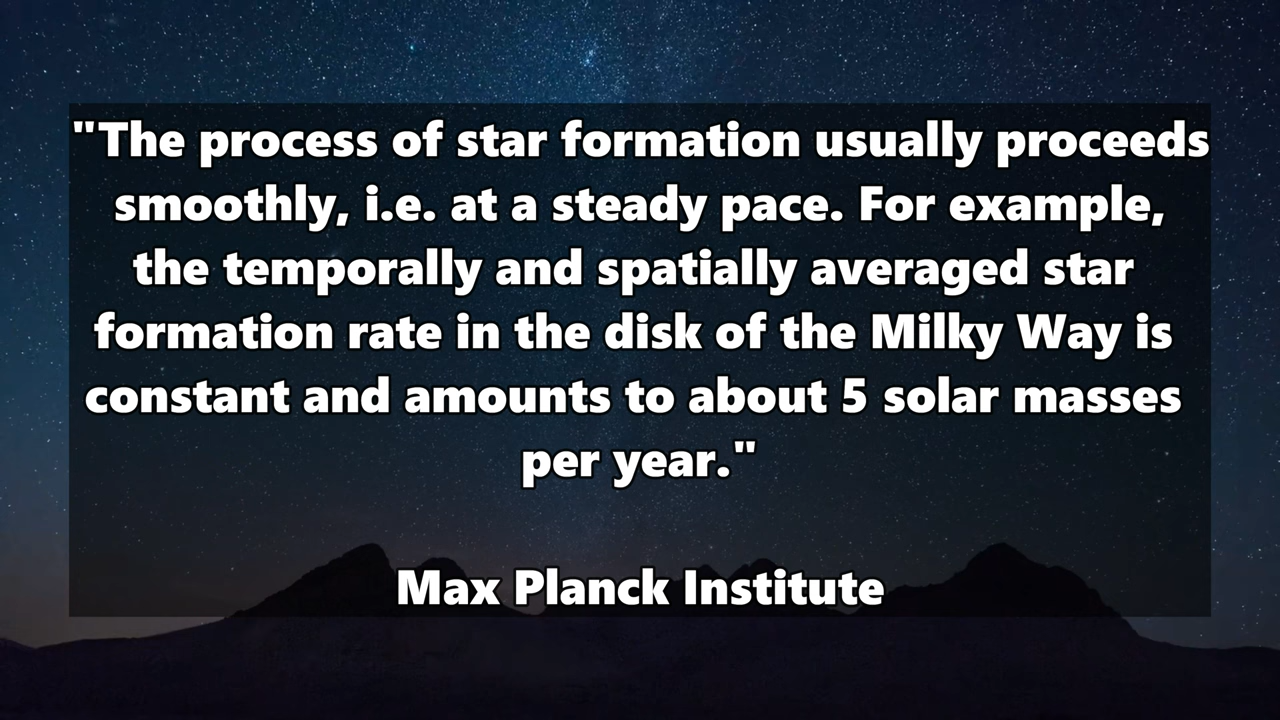 "The process of star formation usually proceeds
smoothly, i.e. at a steady pace. For example,
the temporally and spatially averaged star
formation rate in the disk of the Milky Way is
constant and amounts to about 5 solar masses
per year."
Max Planck Institute